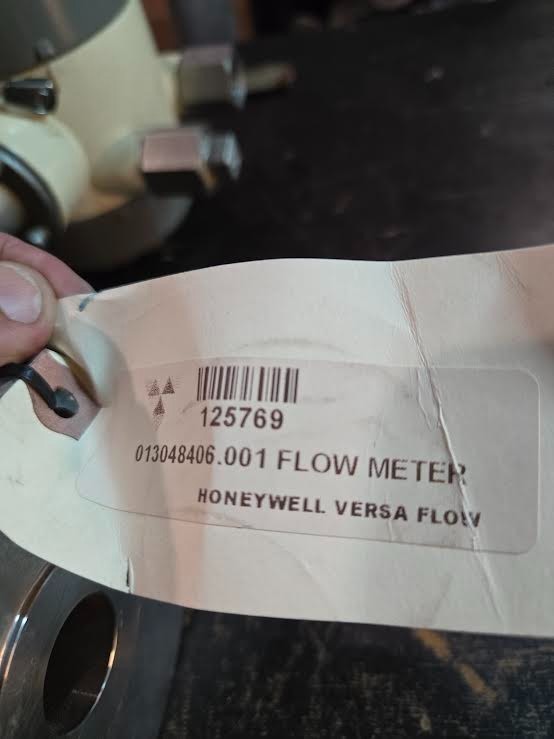 125769
013048406.001 FLOW METER
HONEYWELL VERSA FLOW